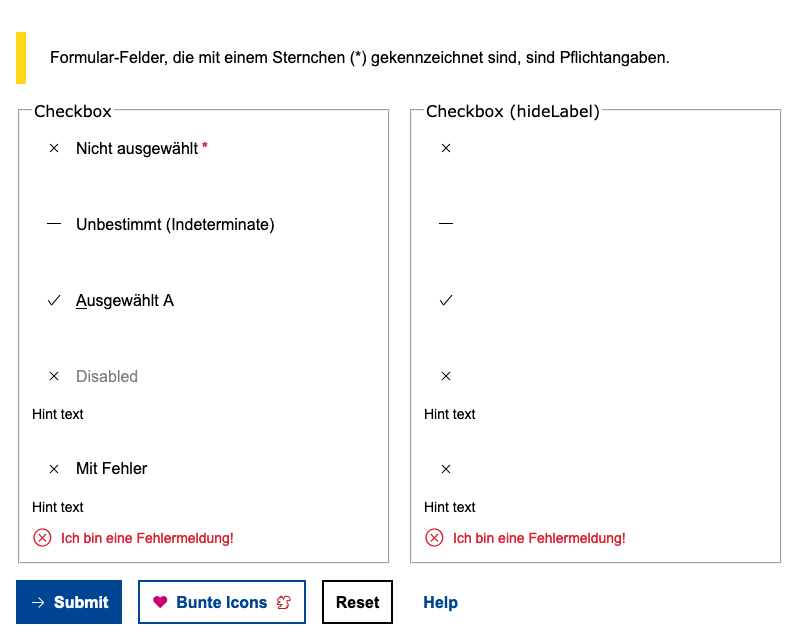 Formular-Felder, die mit einem Sternchen (*) gekennzeichnet sind, sind Pflichtangaben.
Checkbox
Nicht ausgewählt *
Unbestimmt (Indeterminate)
Ausgewählt A
Disabled
Hint text
Mit Fehler
Hint text
Ich bin eine Fehlermeldung!
Checkbox (hideLabel)
Hint text
Hint text
Ich bin eine Fehlermeldung!
Submit
Bunte Icons
Reset
Help